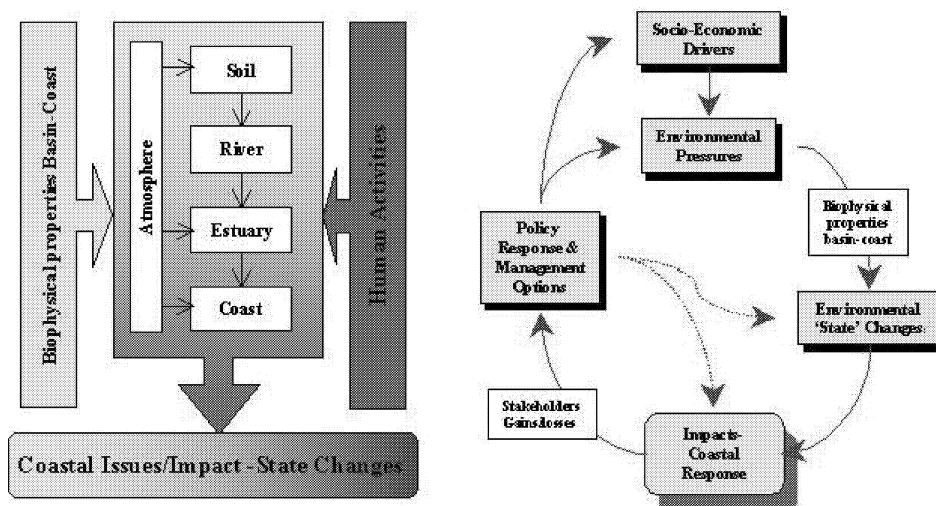 Biophysical properties Basin-Coast
Atmosphere
Soil
River
Estuary
Coast
Human Activities
Coastal Issues/Impact -State Changes
Socio-Economic
Drivers
Environmental
Pressures
Biophysical
properties
basin-coast
Policy
Response &
Management
Options
Environmental
'State' Changes
Stakeholders
Gains/losses
Impacts-
Coastal
Response